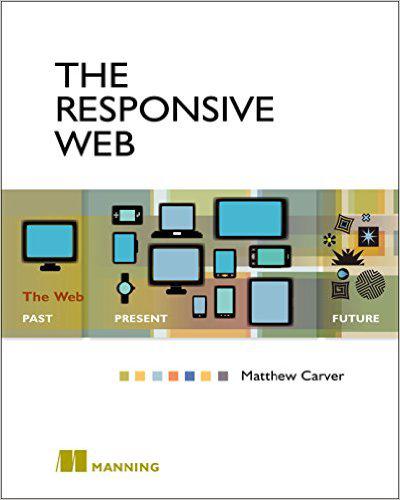 THE
RESPONSIVE
WEB
The Web
PAST PRESENT FUTURE
Matthew Carver
MANNING